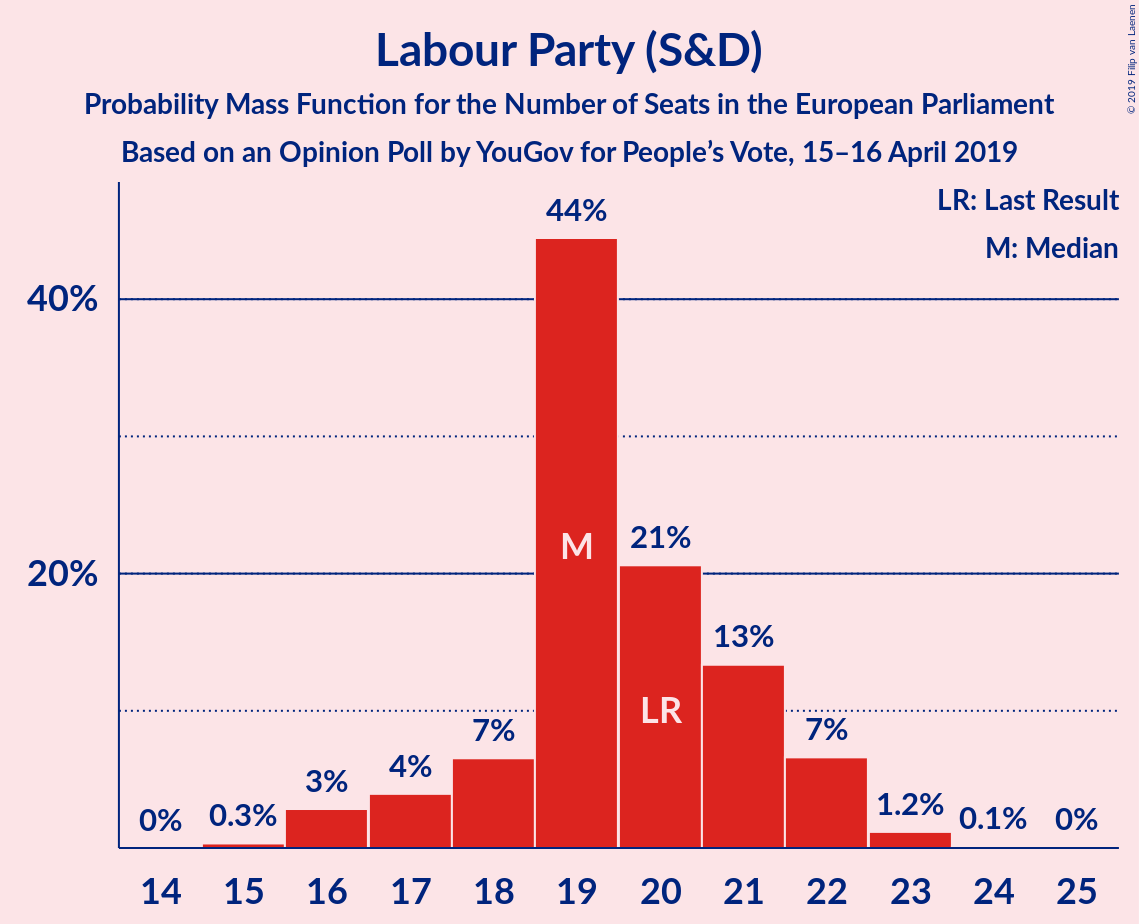 Labour Party (S&D)
Probability Mass Function for the Number of Seats in the European Parliament
Based on an Opinion Poll by YouGov for People’s Vote, 15–16 April 2019
© 2019 Filip van Laenen
LR: Last Result
M: Median
40%
20%
0%
0.3%
3%
4%
7%
44%
M
21%
LR
13%
7%
1.2%
0.1%
0%
14 15 16 17 18 19 20 21 22 23 24 25